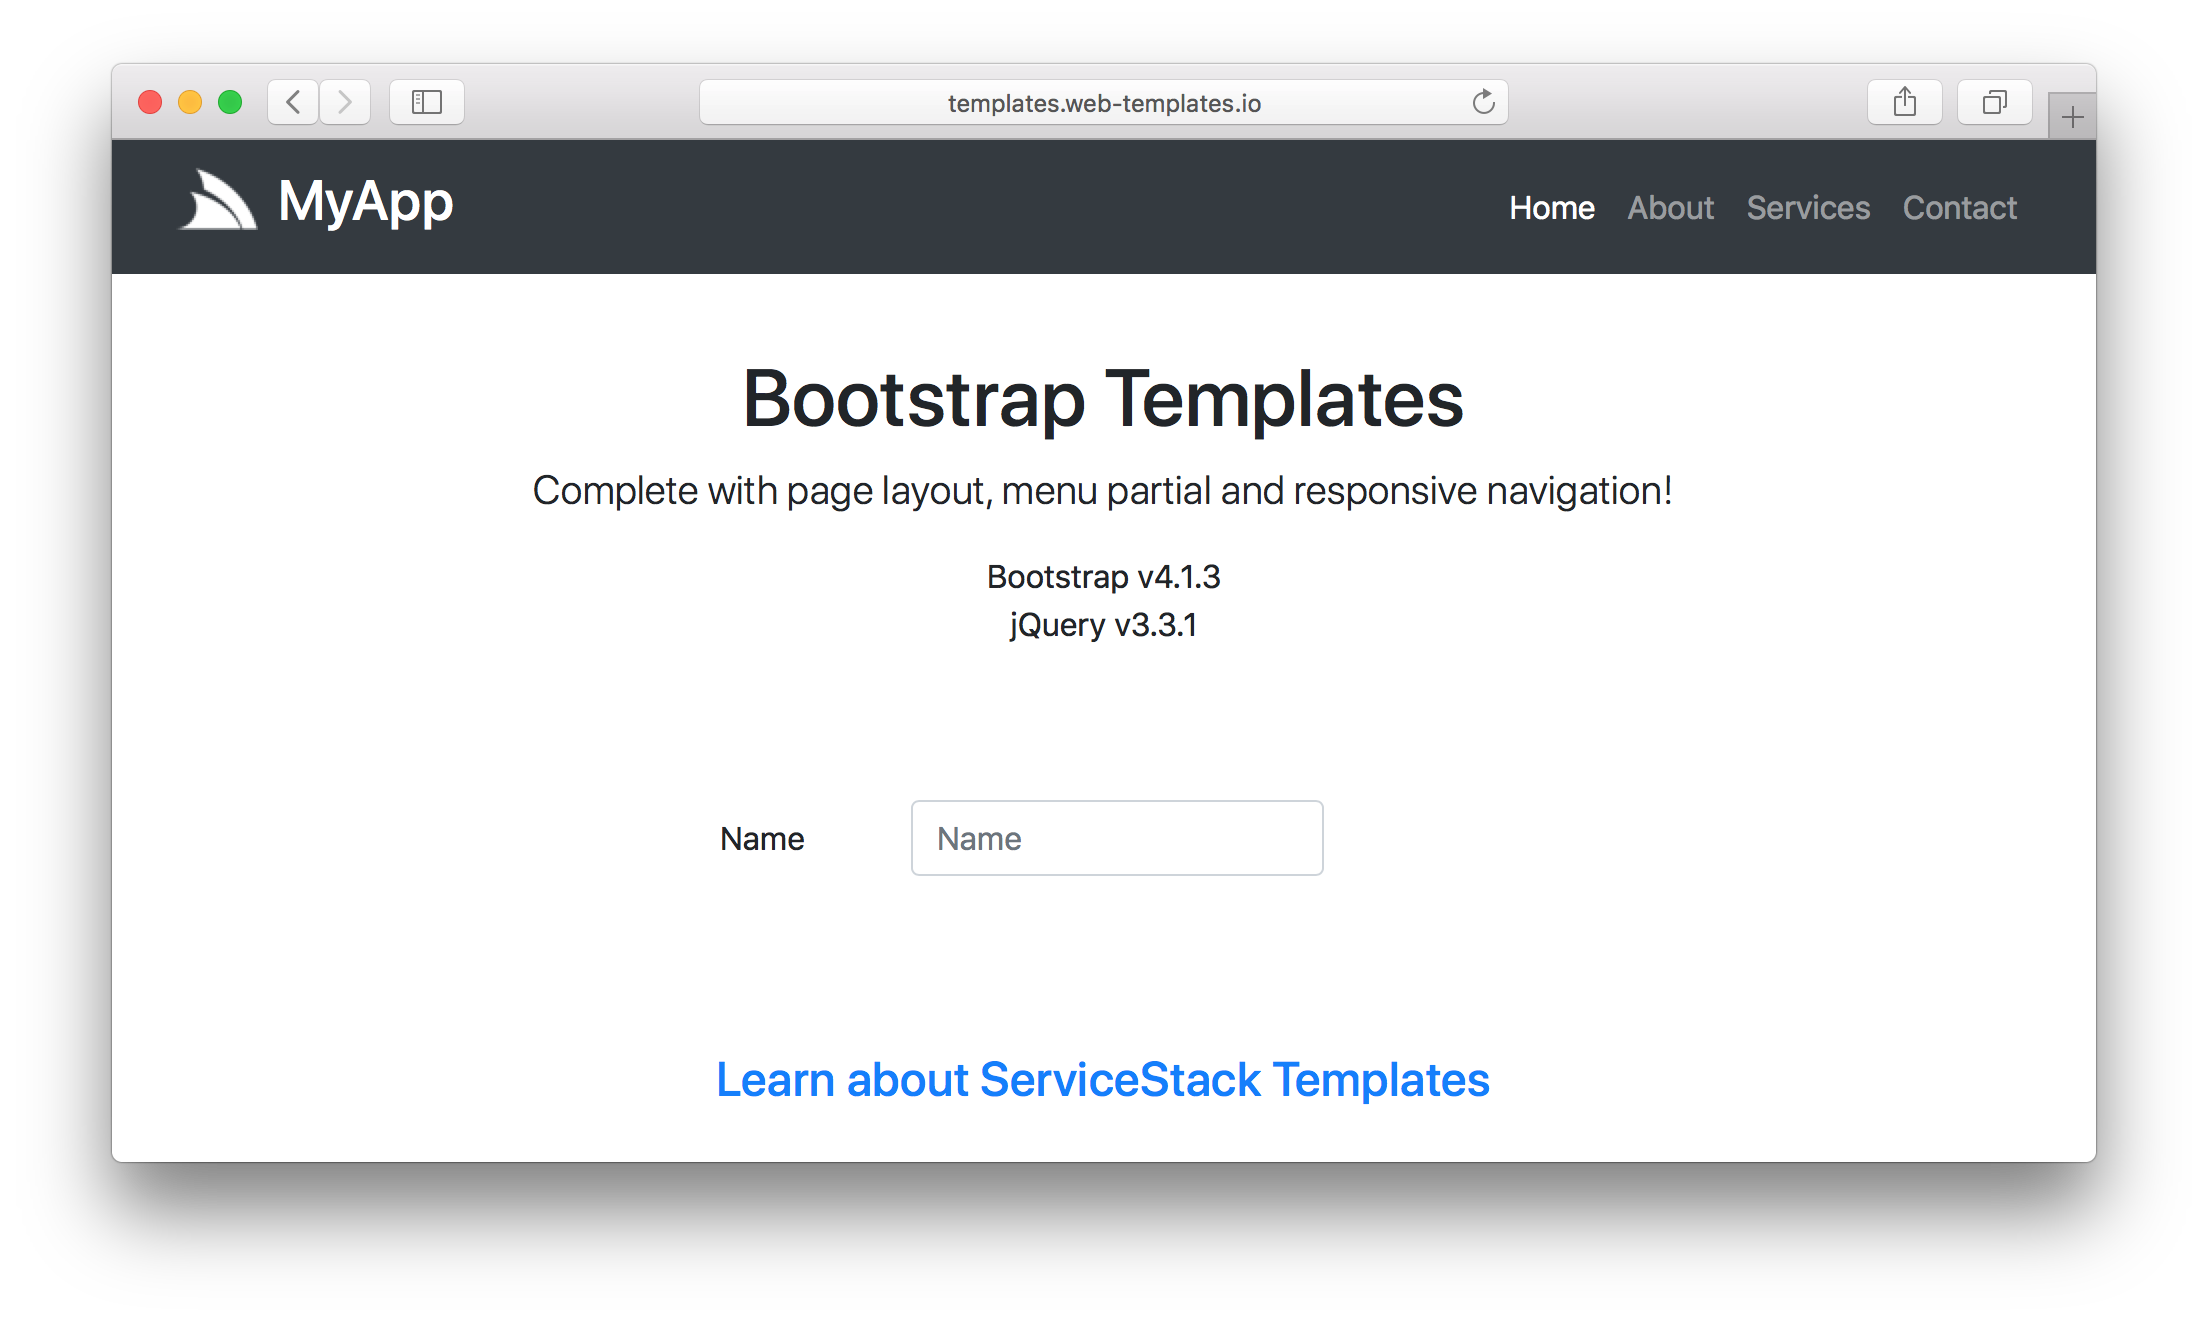 templates.web-templates.io
MyApp
Home About Services Contact
Bootstrap Templates
Complete with page layout, menu partial and responsive navigation!
Bootstrap v4.1.3
jQuery v3.3.1
Name Name
Learn about ServiceStack Templates